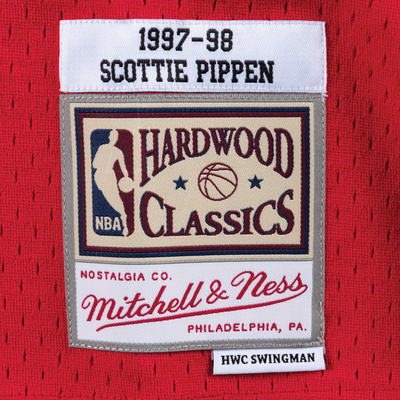 1997-98
SCOTTIE PIPPEN
HARDWOOD
NBA
CLASSICS
NOSTALGIA CO.
Mitchell & Ness
PHILADELPHIA, PA.
HWC SWINGMAN